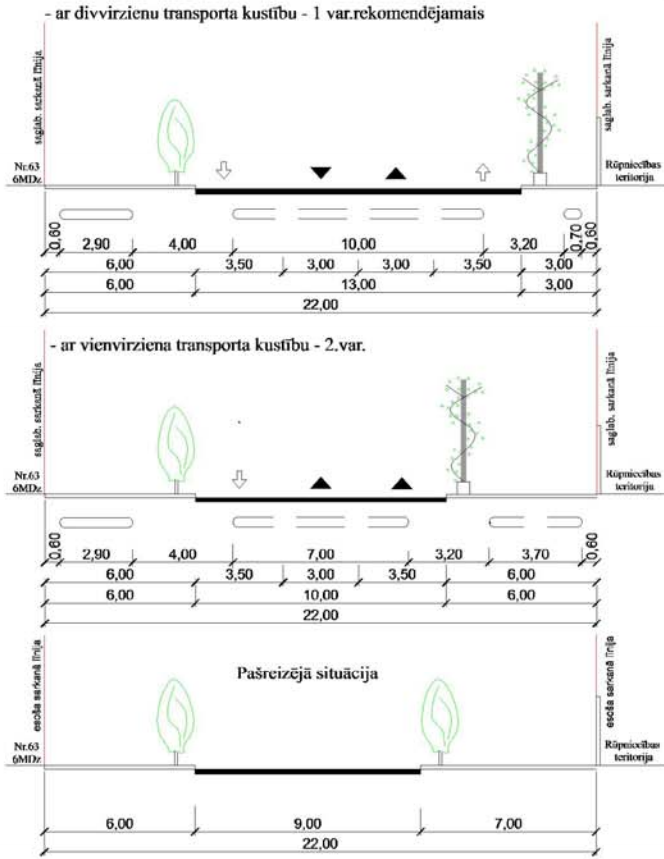 - ar divvirzienu transporta kustību - 1 var.rekomendējamais
saglab. sarkanā līnija
saglab. sarkanā līnija
Nr.63
6MDz
Rūpniecības
teritorija
0,60 2,90 4,00 10,00 3,20 0,70 0,60
6,00 3,50 3,00 3,00 3,50 3,00
6,00 13,00 3,00
22,00
- ar vienvirziena transporta kustību - 2.var.
saglab. sarkanā līnija
saglab. sarkanā līnija
Nr.63
6MDz
Rūpniecības
teritorija
0,60 2,90 4,00 7,00 3,20 3,70 0,60
6,00 3,50 3,00 3,50 6,00
6,00 10,00 6,00
22,00
Pašreizējā situācija
esoša sarkanā līnija
esoša sarkanā līnija
Nr.63
6MDz
Rūpniecības
teritorija
6,00 9,00 7,00
22,00